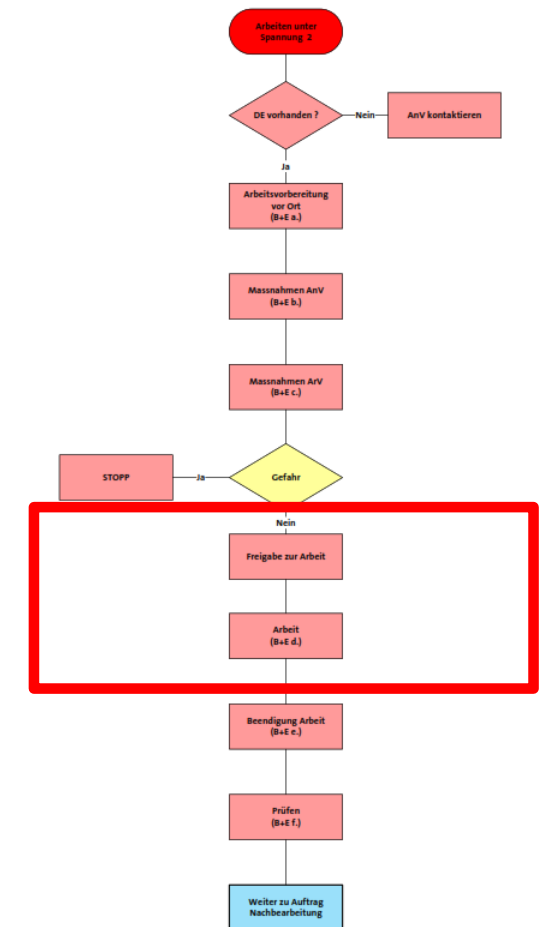 Arbeiten unter
Spannung 2
DE vorhanden ?
Nein
AnV kontaktieren
Ja
Arbeitsvorbereitung
vor Ort
(B+E a.)
Massnahmen AnV
(B+E b.)
Massnahmen ArV
(B+E c.)
STOPP
Ja
Gefahr
Nein
Freigabe zur Arbeit
Arbeit
(B+E d.)
Beendigung Arbeit
(B+E e.)
Prüfen
(B+E f.)
Weiter zu Auftrag
Nachbearbeitung